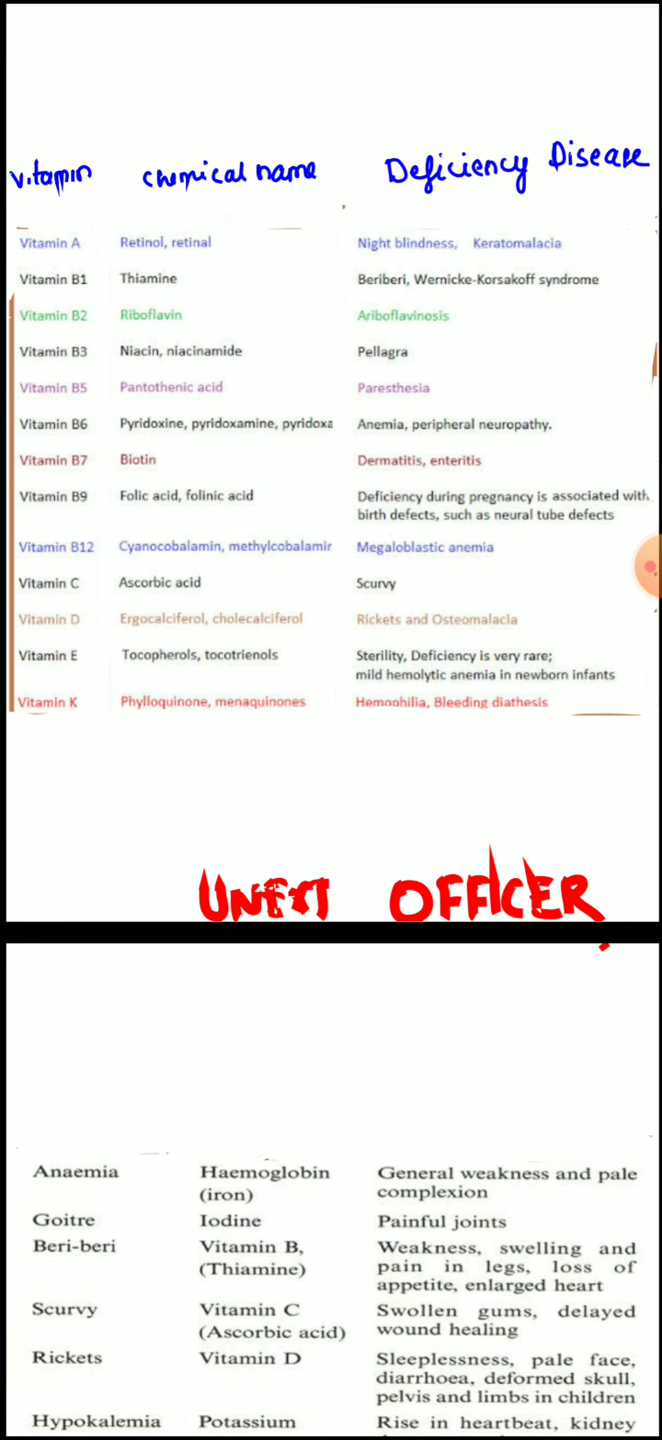 Vitamin chemical name Deficiency Disease
Vitamin A Retinol, retinal Night blindness, Keratomalacia
Vitamin B1 Thiamine Beriberi, Wernicke-Korsakoff syndrome
Vitamin B2 Riboflavin Ariboflavinosis
Vitamin B3 Niacin, niacinamide Pellagra
Vitamin B5 Pantothenic acid Paresthesia
Vitamin B6 Pyridoxine, pyridoxamine, pyridoxa Anemia, peripheral neuropathy.
Vitamin B7 Biotin Dermatitis, enteritis
Vitamin B9 Folic acid, folinic acid Deficiency during pregnancy is associated with
birth defects, such as neural tube defects
Vitamin B12 Cyanocobalamin, methylcobalamir Megaloblastic anemia
Vitamin C Ascorbic acid Scurvy
Vitamin D Ergocalciferol, cholecalciferol Rickets and Osteomalacia
Vitamin E Tocopherols, tocotrienols Sterility, Deficiency is very rare;
mild hemolytic anemia in newborn infants
Vitamin K Phylloquinone, menaquinones Hemophilia, Bleeding diathesis
OFFICER
Anaemia Haemoglobin General weakness and pale
(iron) complexion
Goitre Iodine Painful joints
Beri-beri Vitamin B, Weakness, swelling and
(Thiamine) pain in legs, loss of
appetite, enlarged heart
Scurvy Vitamin C Swollen gums, delayed
(Ascorbic acid) wound healing
Rickets Vitamin D Sleeplessness, pale face,
diarrhoea, deformed skull,
pelvis and limbs in children
Hypokalemia Potassium Rise in heartbeat, kidney